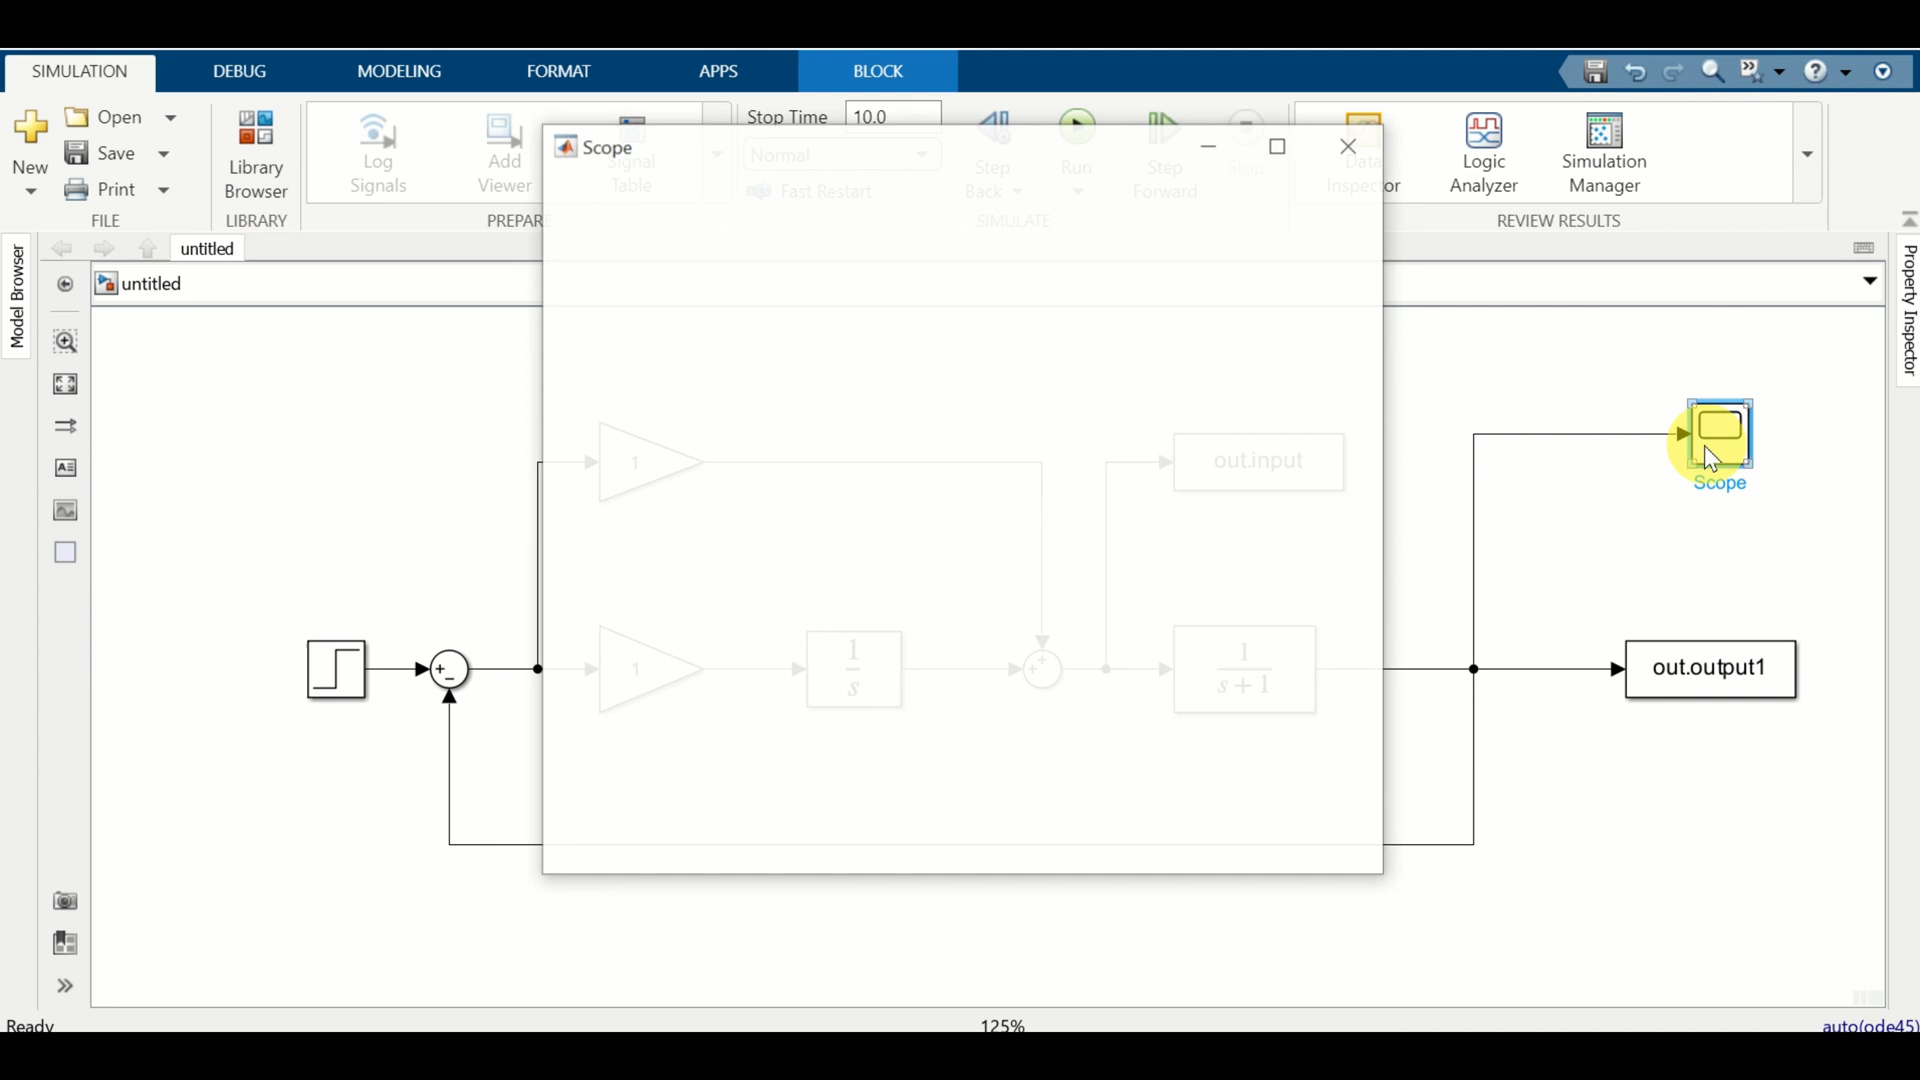 SIMULATION DEBUG MODELING FORMAT APPS BLOCK
New
Open
Save
Print
FILE
Library
Browser
LIBRARY
Log
Signals
Add
Viewer
Signal
Table
PREPARE
Stop Time 10.0
Normal
Fast Restart
Step
Back
Run
Step
Forward
Stop
SIMULATE
Data
Inspector
Logic
Analyzer
Simulation
Manager
REVIEW RESULTS
Model Browser
untitled
untitled
Property Inspector
Scope
1
out.input
Scope
+
−
1
1
s
+
+
1
s + 1
out.output1
Ready
125%
auto(ode45)